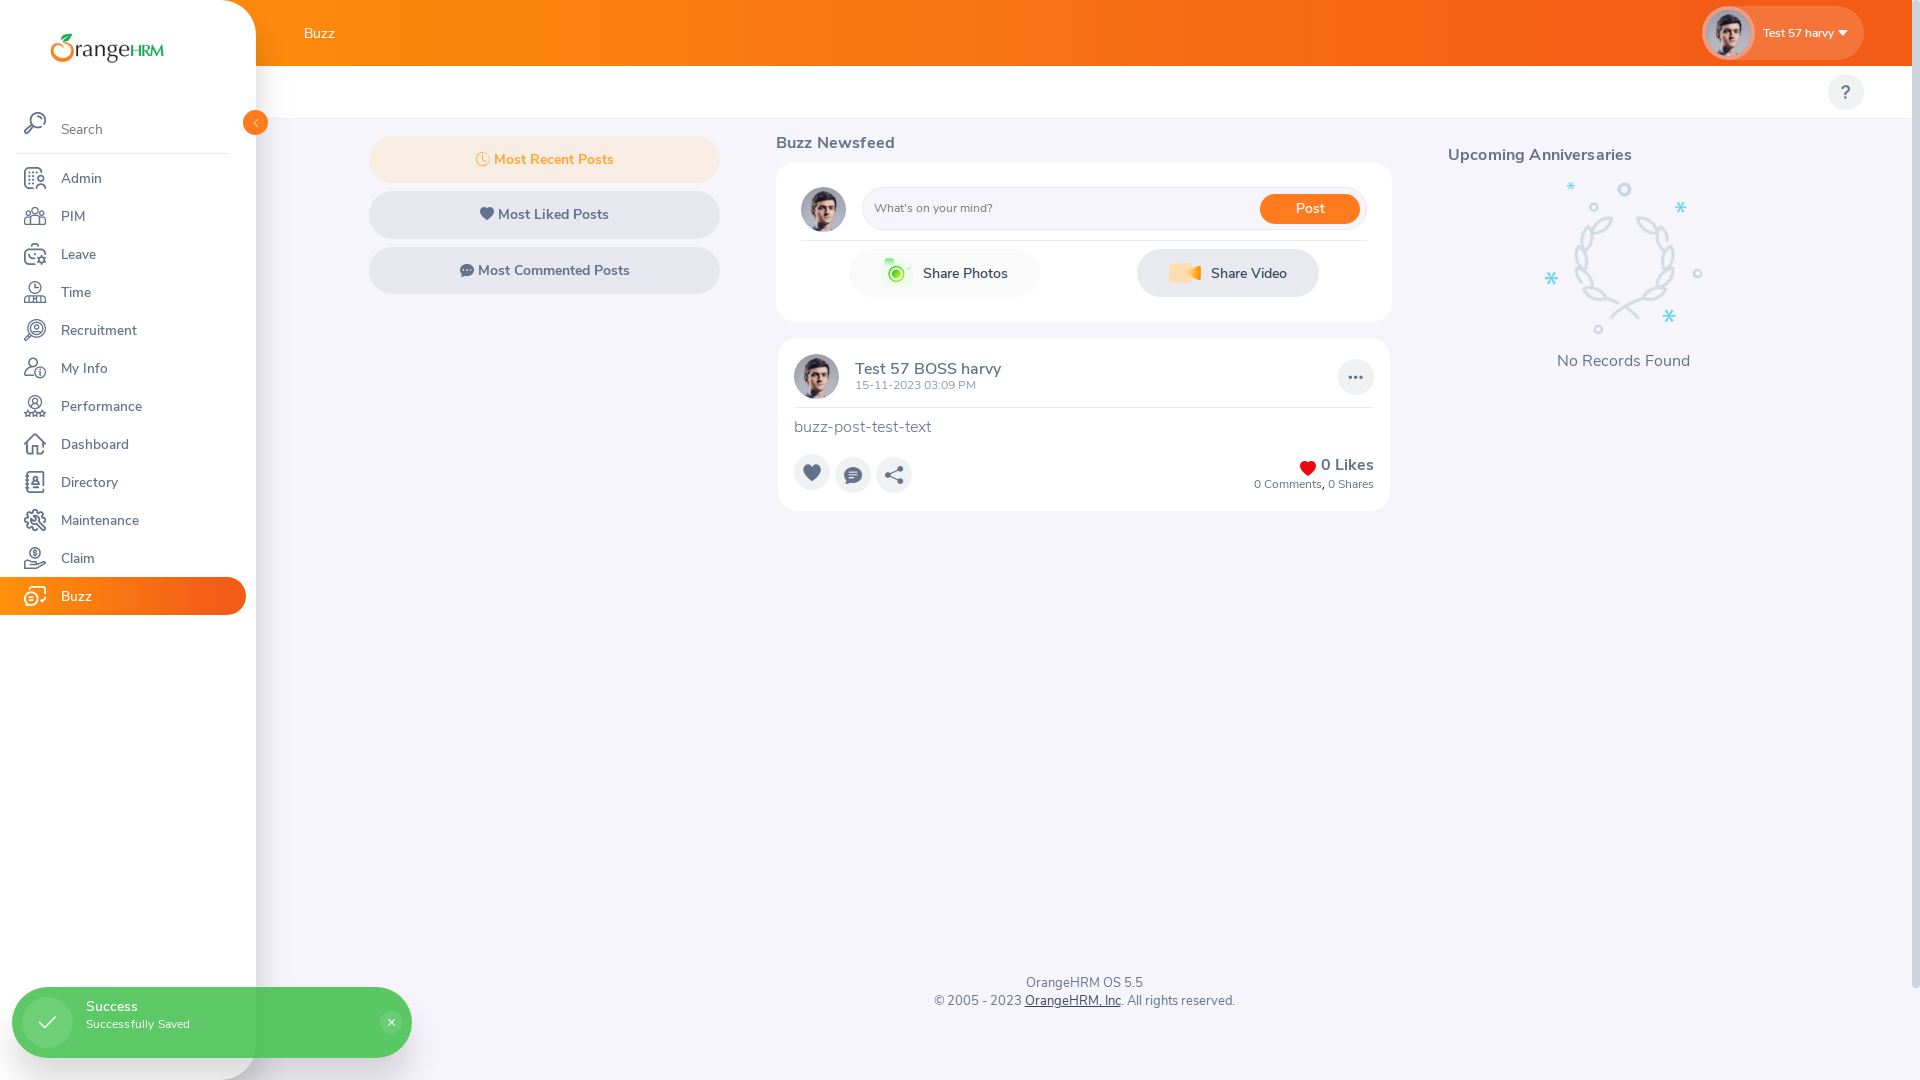 OrangeHRM
Search
Admin
PIM
Leave
Time
Recruitment
My Info
Performance
Dashboard
Directory
Maintenance
Claim
Buzz
Buzz
Test 57 harvy
?
Most Recent Posts
Most Liked Posts
Most Commented Posts
Buzz Newsfeed
What's on your mind?
Post
Share Photos
Share Video
Test 57 BOSS harvy
15-11-2023 03:09 PM
buzz-post-test-text
0 Likes
0 Comments, 0 Shares
Upcoming Anniversaries
No Records Found
OrangeHRM OS 5.5
© 2005 - 2023 OrangeHRM, Inc. All rights reserved.
Success
Successfully Saved